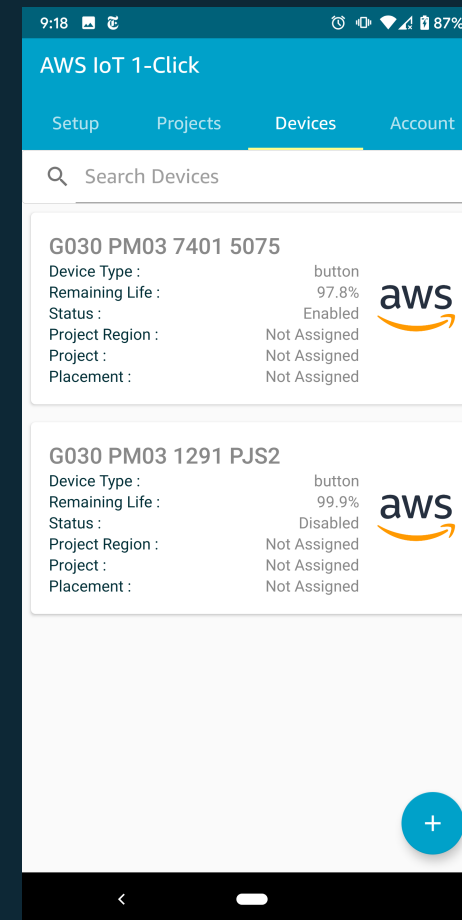 9:18 87%
AWS IoT 1-Click
Setup Projects Devices Account
Search Devices
G030 PM03 7401 5075
Device Type : button
Remaining Life : 97.8%
Status : Enabled
Project Region : Not Assigned
Project : Not Assigned
Placement : Not Assigned
aws
G030 PM03 1291 PJS2
Device Type : button
Remaining Life : 99.9%
Status : Disabled
Project Region : Not Assigned
Project : Not Assigned
Placement : Not Assigned
aws
+